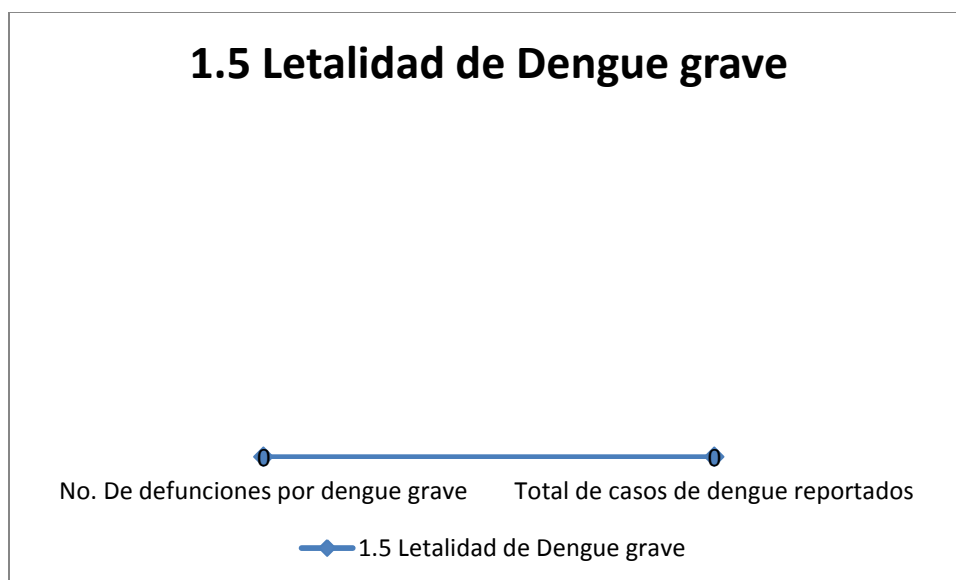 1.5 Letalidad de Dengue grave
0 0
No. De defunciones por dengue grave Total de casos de dengue reportados
1.5 Letalidad de Dengue grave